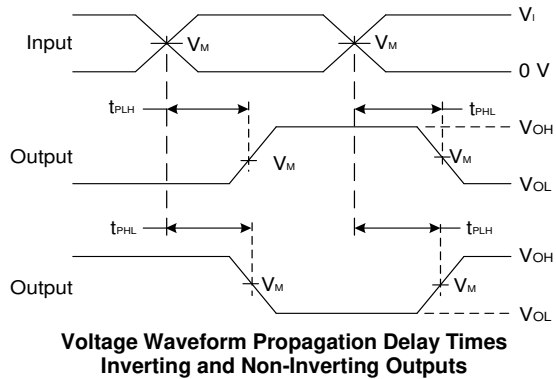 VI
Input
VM
VM
0 V
tPLH
tPHL
VOH
Output
VM
VM
VOL
tPHL
tPLH
VOH
Output
VM
VM
VOL
Voltage Waveform Propagation Delay Times
Inverting and Non-Inverting Outputs